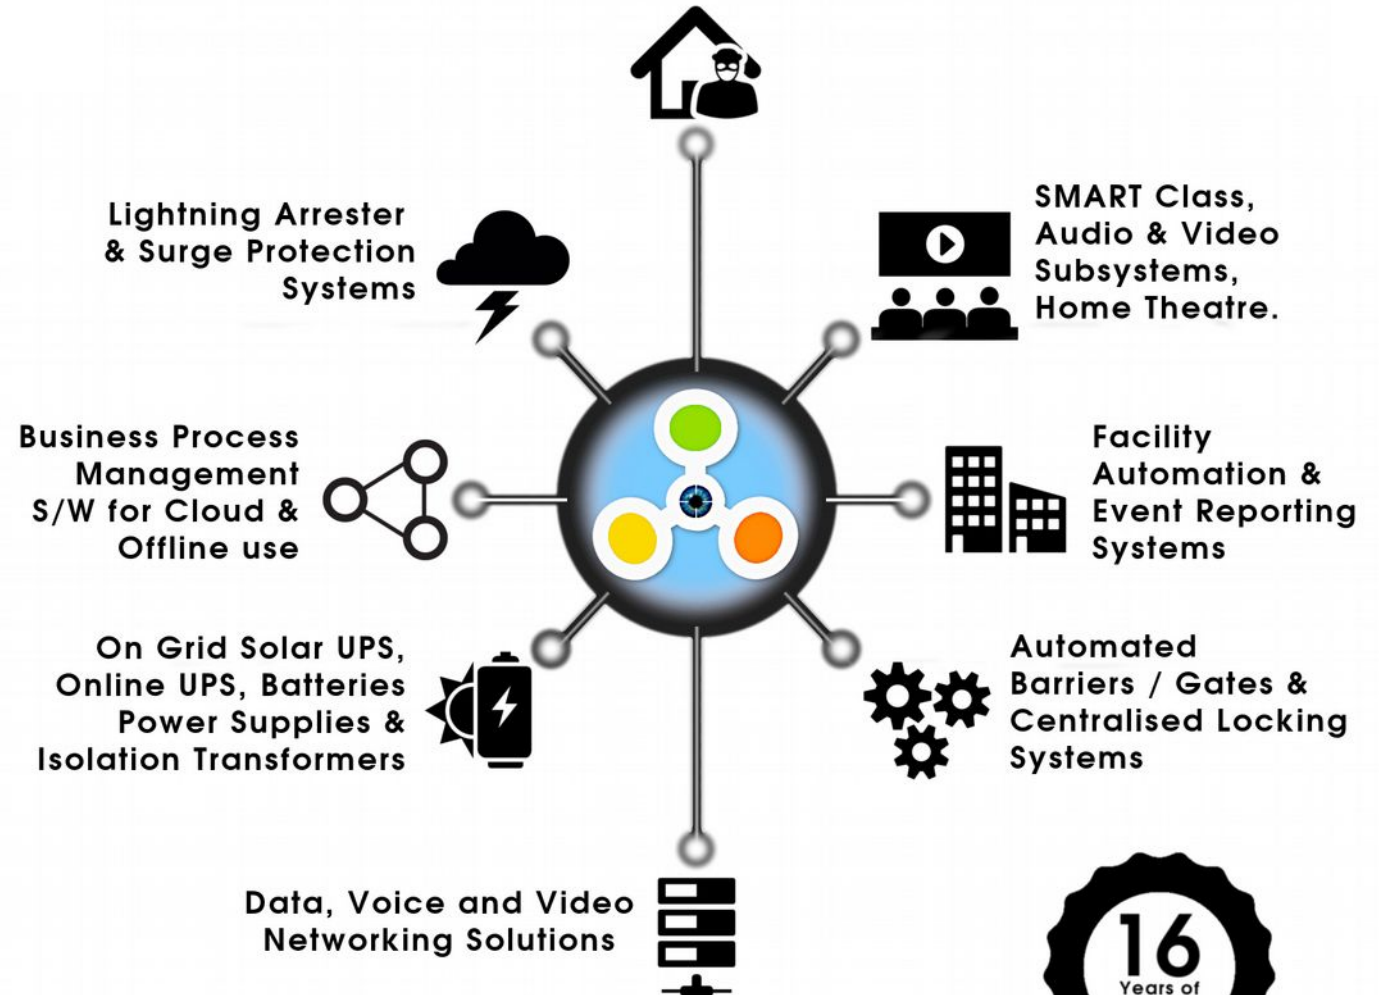 Lightning Arrester
& Surge Protection
Systems
SMART Class,
Audio & Video
Subsystems,
Home Theatre.
Business Process
Management
S/W for Cloud &
Offline use
Facility
Automation &
Event Reporting
Systems
On Grid Solar UPS,
Online UPS, Batteries
Power Supplies &
Isolation Transformers
Automated
Barriers / Gates &
Centralised Locking
Systems
Data, Voice and Video
Networking Solutions
16
Years of